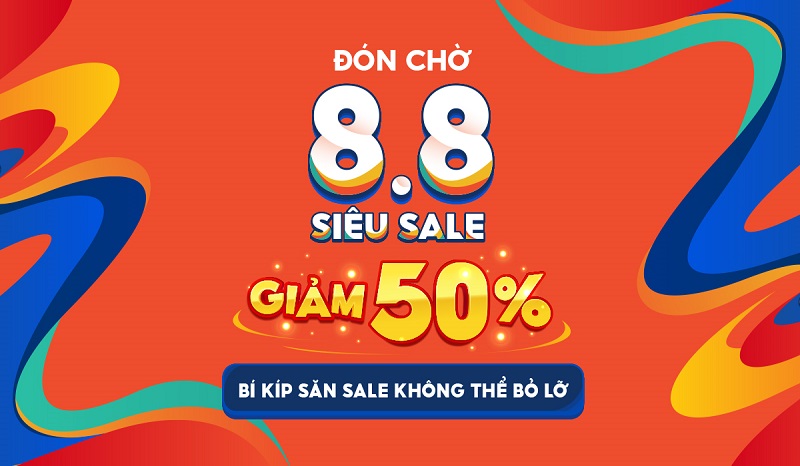 ĐÓN CHỜ
8.8
SIÊU SALE
GIẢM 50%
BÍ KÍP SĂN SALE KHÔNG THỂ BỎ LỠ